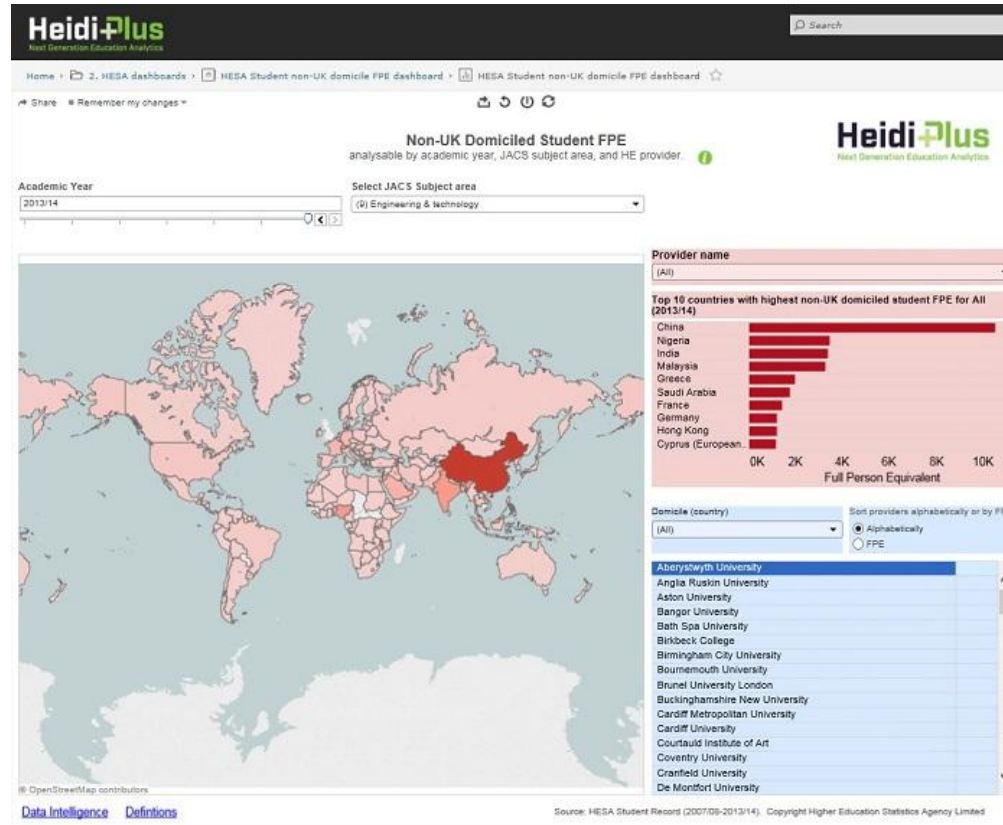 Heidi Plus
Next Generation Education Analytics
Search
Home › 2. HESA dashboards › HESA Student non-UK domicile FPE dashboard › HESA Student non-UK domicile FPE dashboard
Share Remember my changes
Non-UK Domiciled Student FPE
analysable by academic year, JACS subject area, and HE provider.
Heidi Plus
Next Generation Education Analytics
Academic Year
2013/14
Select JACS Subject area
(9) Engineering & technology
Provider name
(All)
Top 10 countries with highest non-UK domiciled student FPE for All
(2013/14)
China
Nigeria
India
Malaysia
Greece
Saudi Arabia
France
Germany
Hong Kong
Cyprus (European..
0K 2K 4K 6K 8K 10K
Full Person Equivalent
Domicile (country)
(All)
Sort providers alphabetically or by
Alphabetically
FPE
Aberystwyth University
Anglia Ruskin University
Aston University
Bangor University
Bath Spa University
Birkbeck College
Birmingham City University
Bournemouth University
Brunel University London
Buckinghamshire New University
Cardiff Metropolitan University
Cardiff University
Courtauld Institute of Art
Coventry University
Cranfield University
De Montfort University
© OpenStreetMap contributors
Data Intelligence Defintions
Source: HESA Student Record (2007/08-2013/14). Copyright Higher Education Statistics Agency Limited